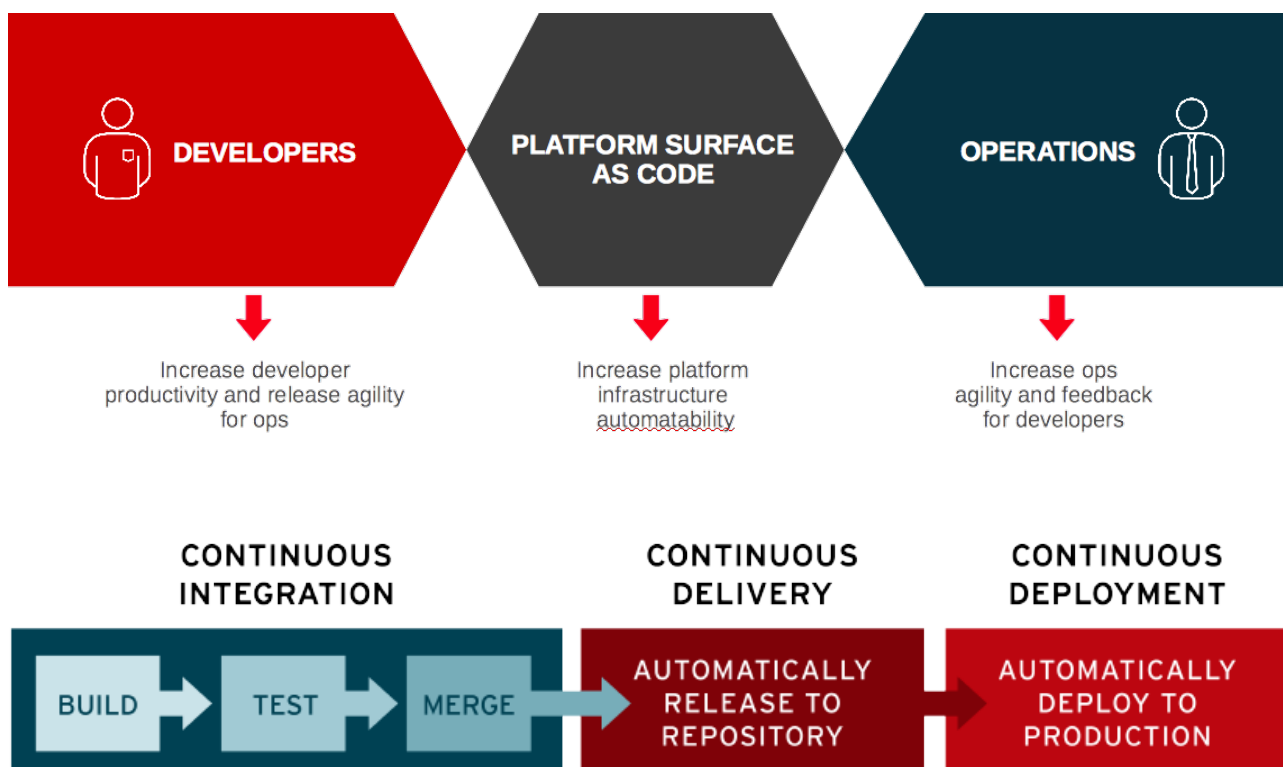 DEVELOPERS
PLATFORM SURFACE
AS CODE
OPERATIONS
Increase developer
productivity and release agility
for ops
Increase platform
infrastructure
automatability
Increase ops
agility and feedback
for developers
CONTINUOUS
INTEGRATION
CONTINUOUS
DELIVERY
CONTINUOUS
DEPLOYMENT
BUILD
TEST
MERGE
AUTOMATICALLY
RELEASE TO
REPOSITORY
AUTOMATICALLY
DEPLOY TO
PRODUCTION